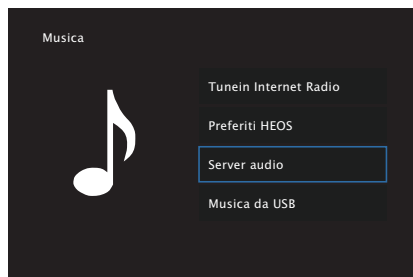 Musica
Tunein Internet Radio
Preferiti HEOS
Server audio
Musica da USB